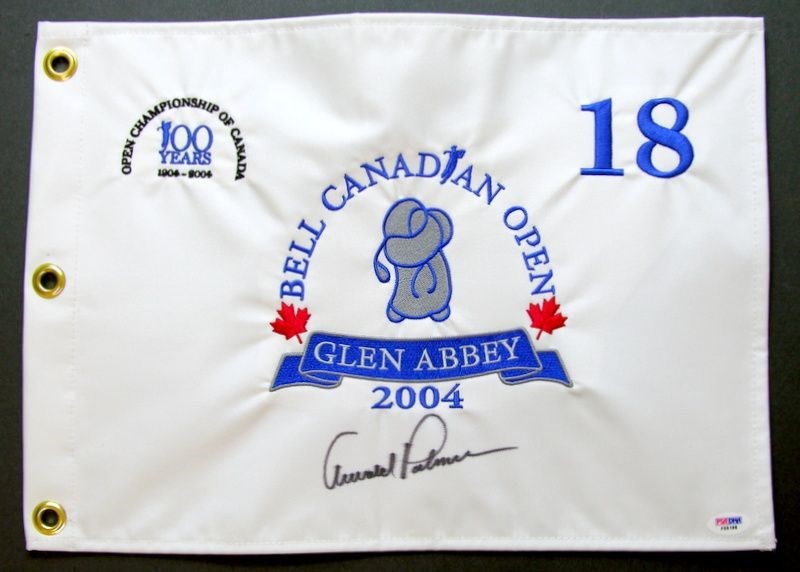 OPEN CHAMPIONSHIP OF CANADA
100
YEARS
1904-2004
18
BELL CANADIAN OPEN
GLEN ABBEY
2004
Arnold Palmer
PSA DNA